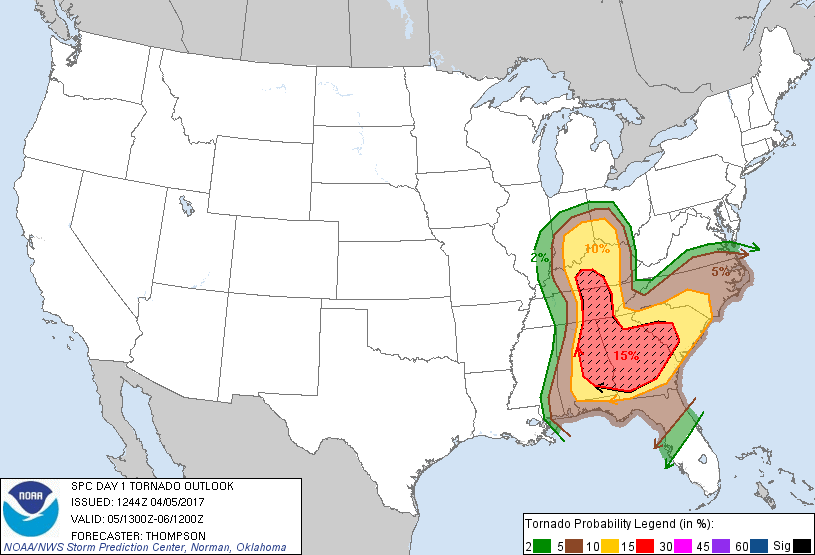 2%
10%
5%
15%
NOAA
SPC DAY 1 TORNADO OUTLOOK
ISSUED: 1244Z 04/05/2017
VALID: 05/1300Z-06/1200Z
FORECASTER: THOMPSON
NOAA/NWS Storm Prediction Center, Norman, Oklahoma
Tornado Probability Legend (in %):
2 5 10 15 30 45 60 Sig